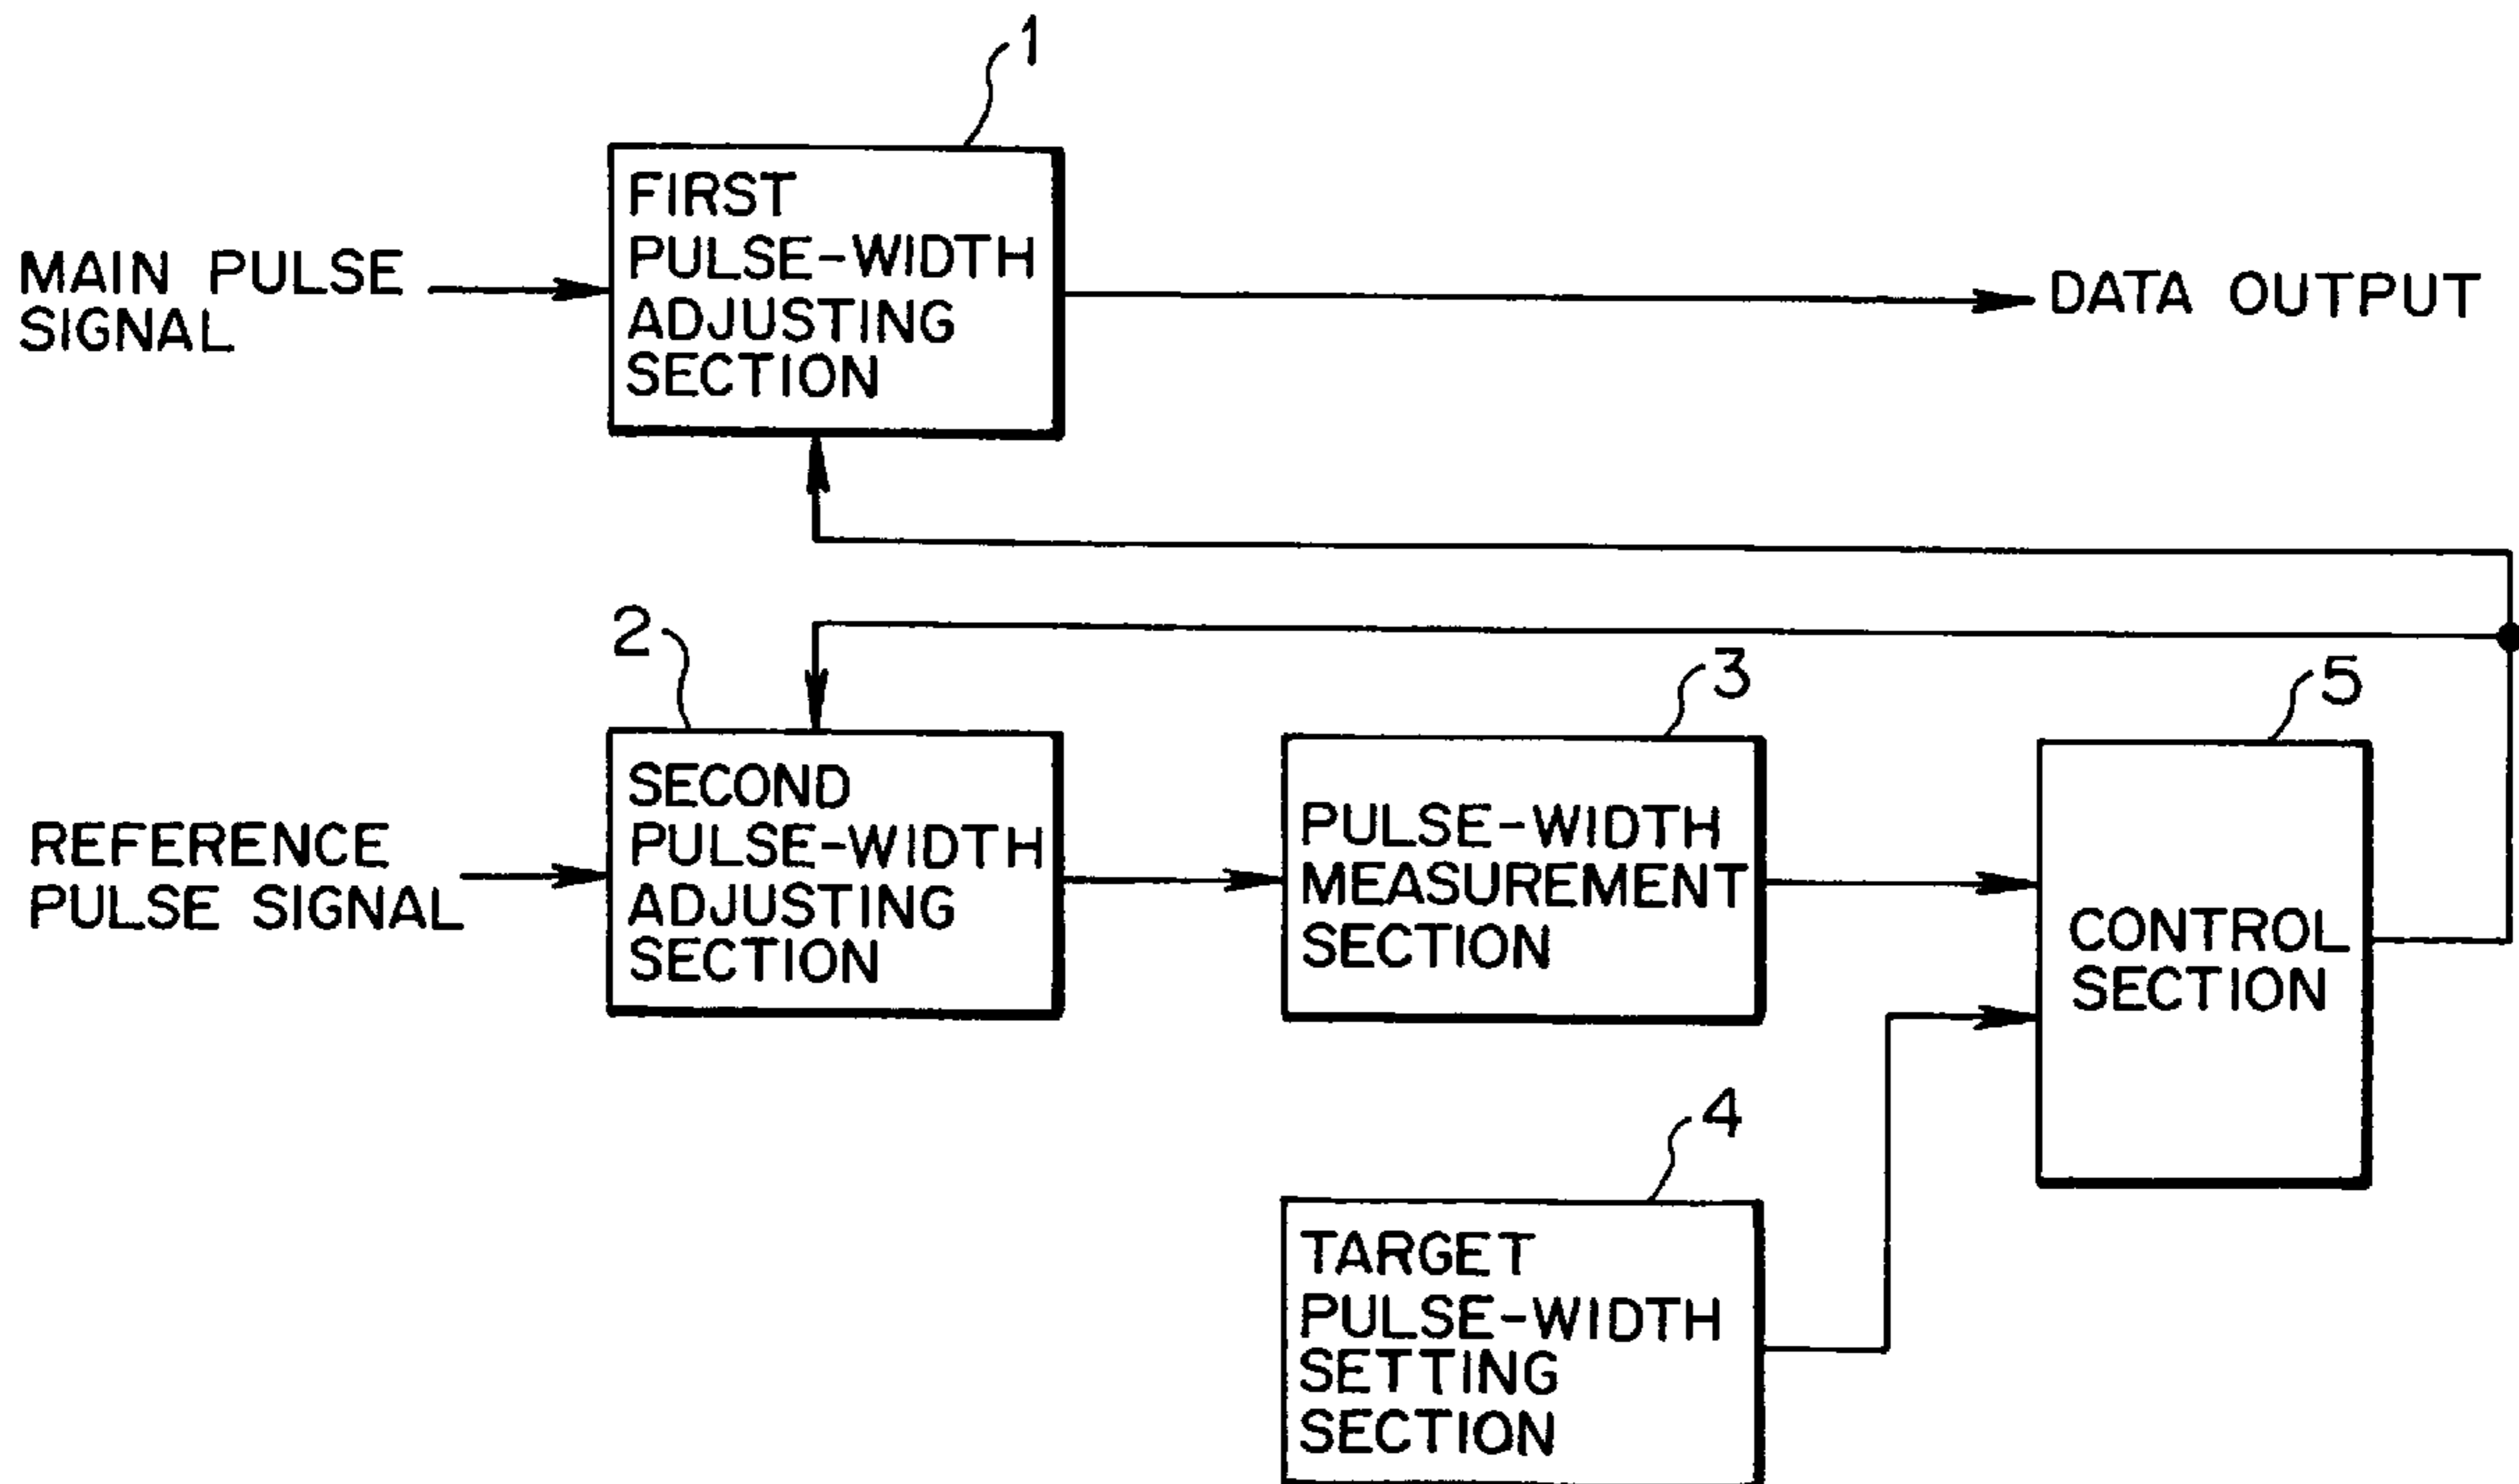 1
FIRST
PULSE-WIDTH
ADJUSTING
SECTION
MAIN PULSE
SIGNAL
DATA OUTPUT
2
SECOND
PULSE-WIDTH
ADJUSTING
SECTION
REFERENCE
PULSE SIGNAL
3
PULSE-WIDTH
MEASUREMENT
SECTION
5
CONTROL
SECTION
4
TARGET
PULSE-WIDTH
SETTING
SECTION